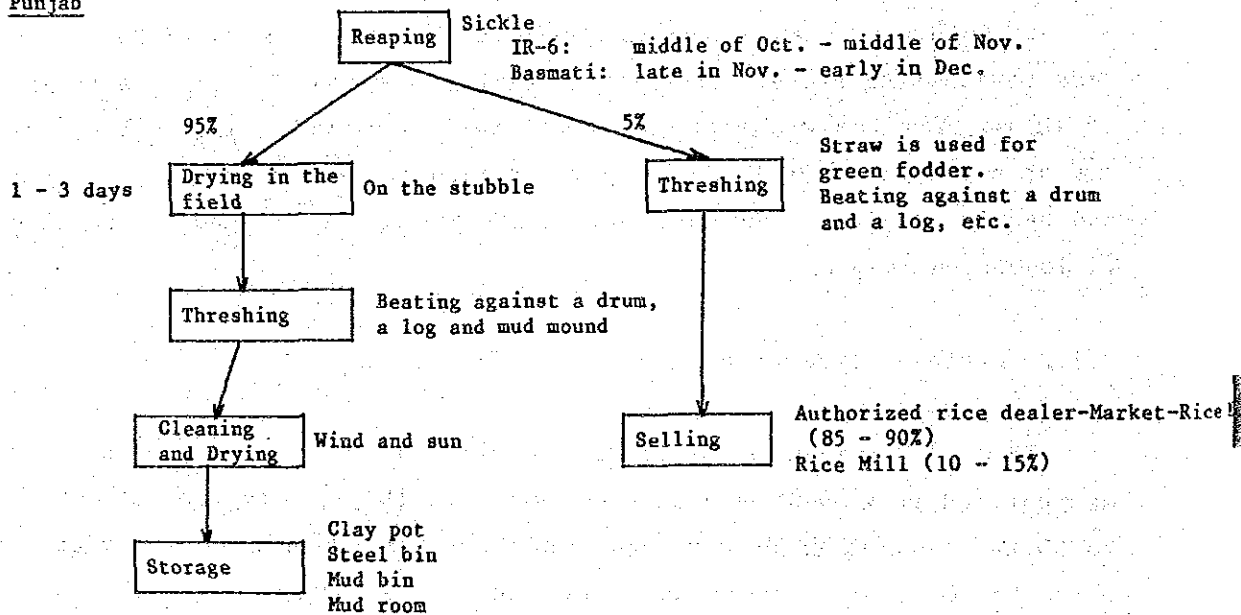 Punjab
Reaping
Sickle
IR-6: middle of Oct. - middle of Nov.
Basmati: late in Nov. - early in Dec.
95%
5%
1 - 3 days
Drying in the
field
On the stubble
Threshing
Straw is used for
green fodder.
Beating against a drum
and a log, etc.
Threshing
Beating against a drum,
a log and mud mound
Cleaning
and Drying
Wind and sun
Selling
Authorized rice dealer-Market-Rice
(85 - 90%)
Rice Mill (10 - 15%)
Storage
Clay pot
Steel bin
Mud bin
Mud room